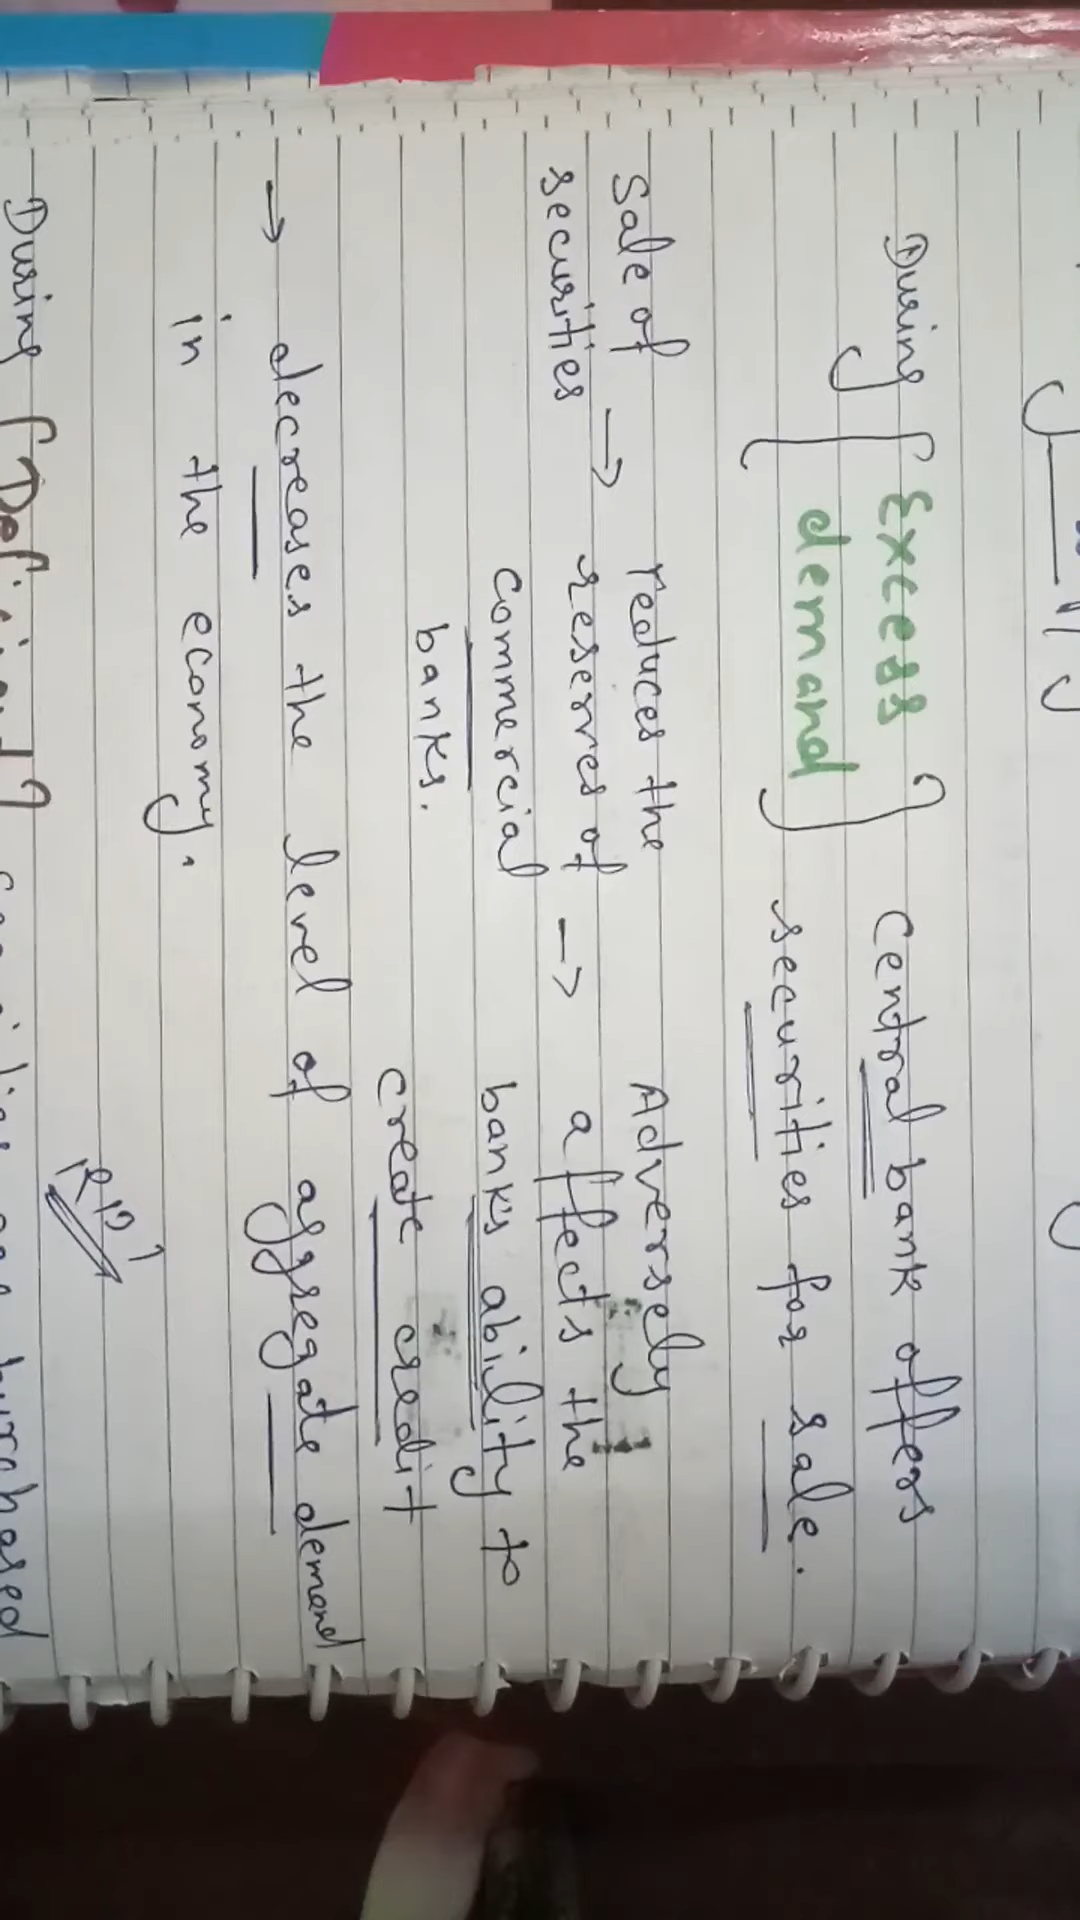 During {Excess Central bank offers
demand} securities for sale.
Sale of → reduces the Adversely
securities reserves of → affects the
commercial banks ability to
banks. create credit
→ decreases the level of aggregate demand
in the economy.
During purchased